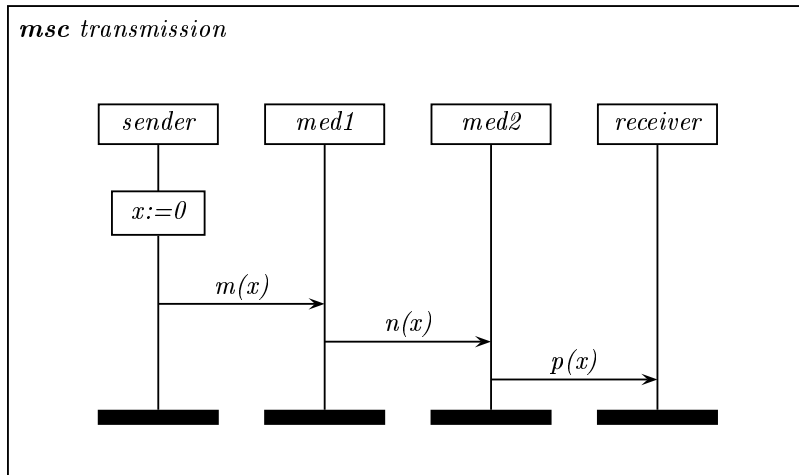 msc transmission
sender med1 med2 receiver
x:=0
m(x)
n(x)
p(x)